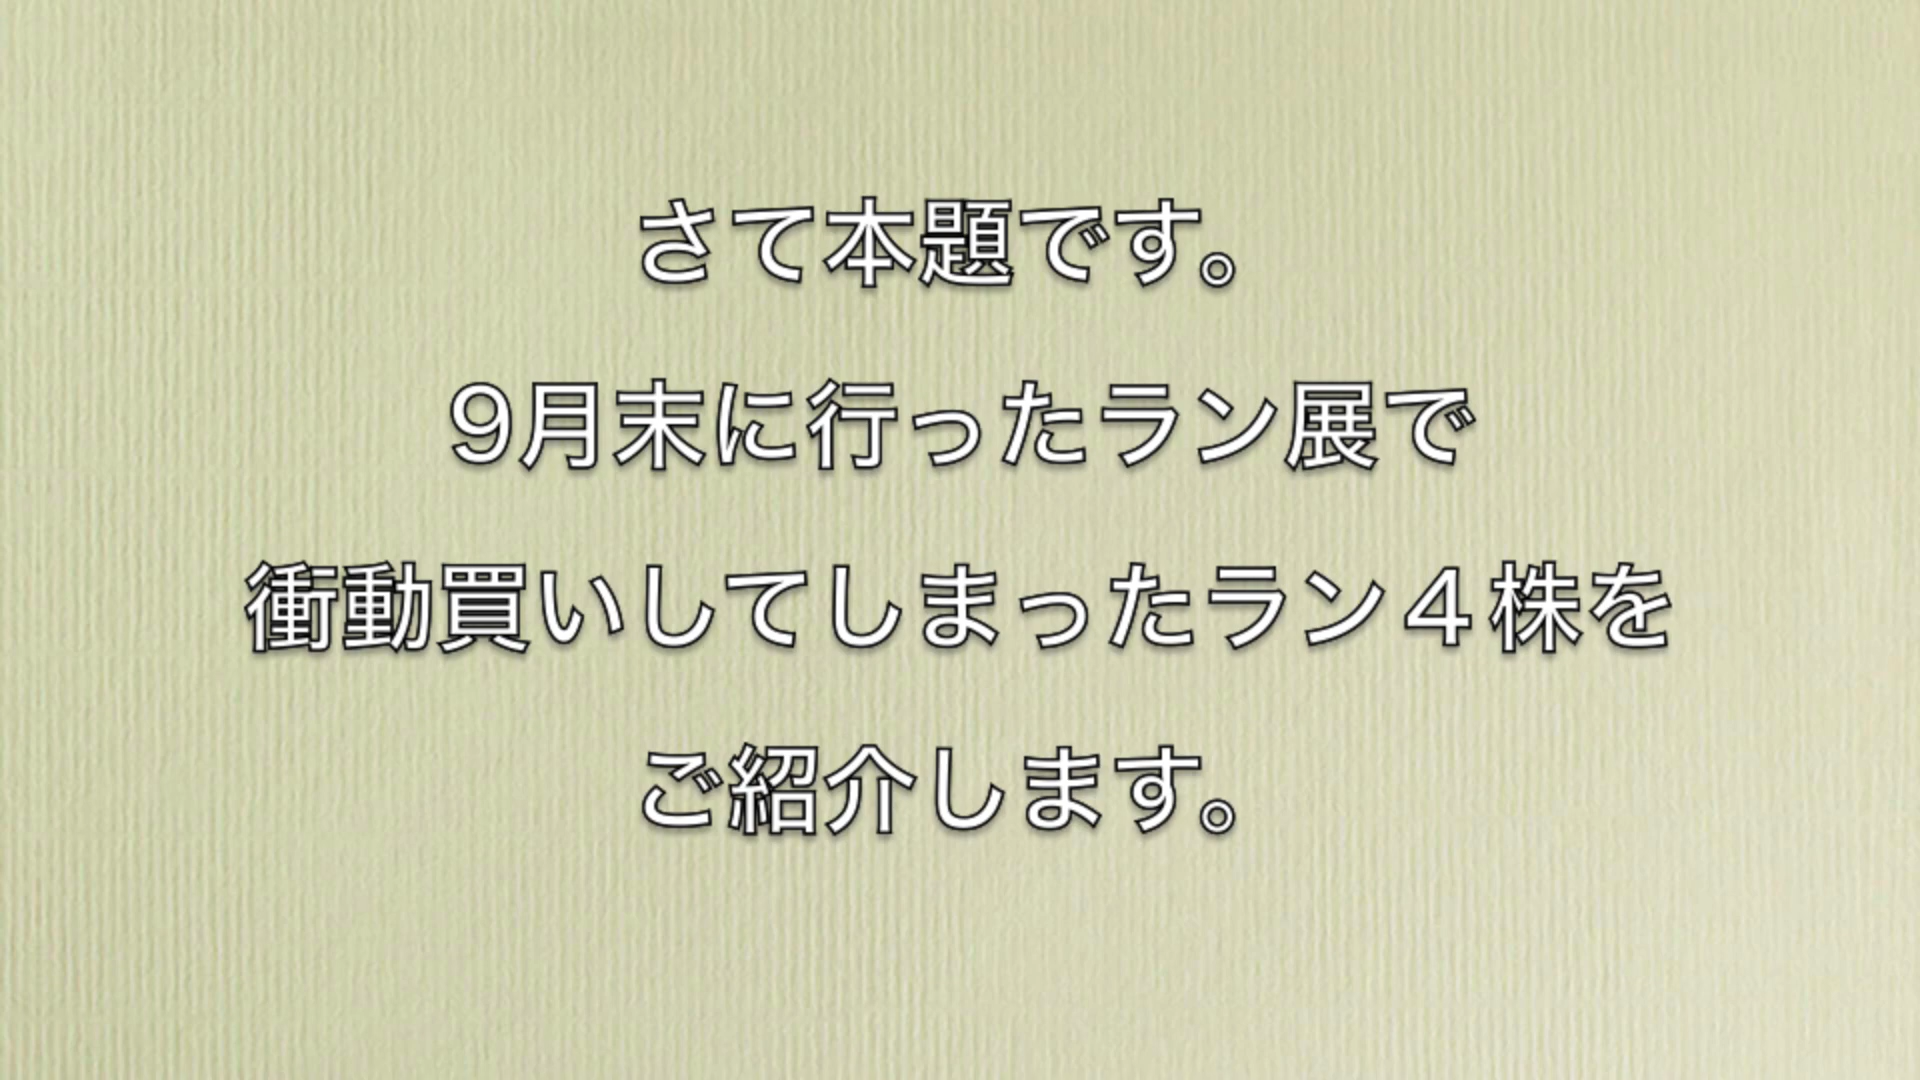 さて本題です。
9月末に行ったラン展で
衝動買いしてしまったラン４株を
ご紹介します。